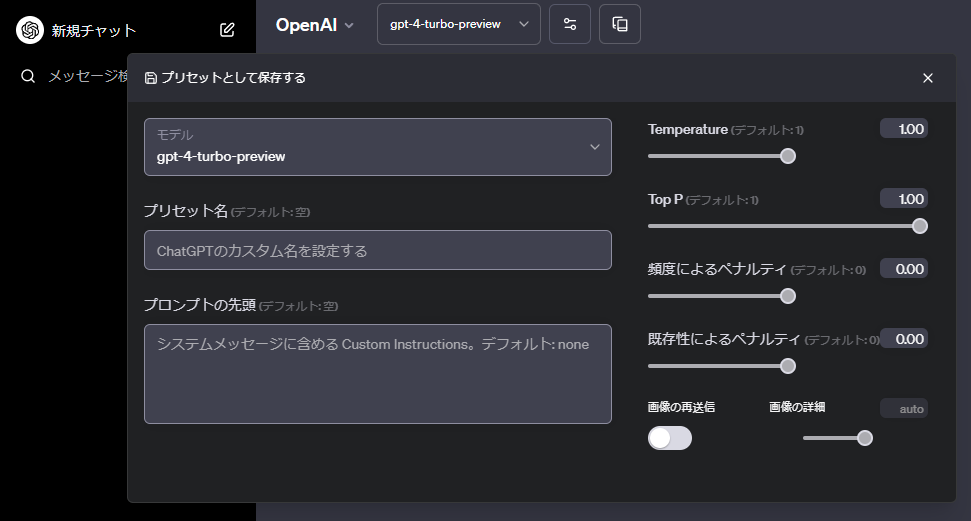 新規チャット
OpenAI
gpt-4-turbo-preview
メッセージ検
プリセットとして保存する
モデル
gpt-4-turbo-preview
プリセット名 (デフォルト: 空)
ChatGPTのカスタム名を設定する
プロンプトの先頭 (デフォルト: 空)
システムメッセージに含める Custom Instructions。デフォルト: none
Temperature (デフォルト: 1)
1.00
Top P (デフォルト: 1)
1.00
頻度によるペナルティ (デフォルト: 0)
0.00
既存性によるペナルティ (デフォルト: 0)
0.00
画像の再送信
画像の詳細
auto